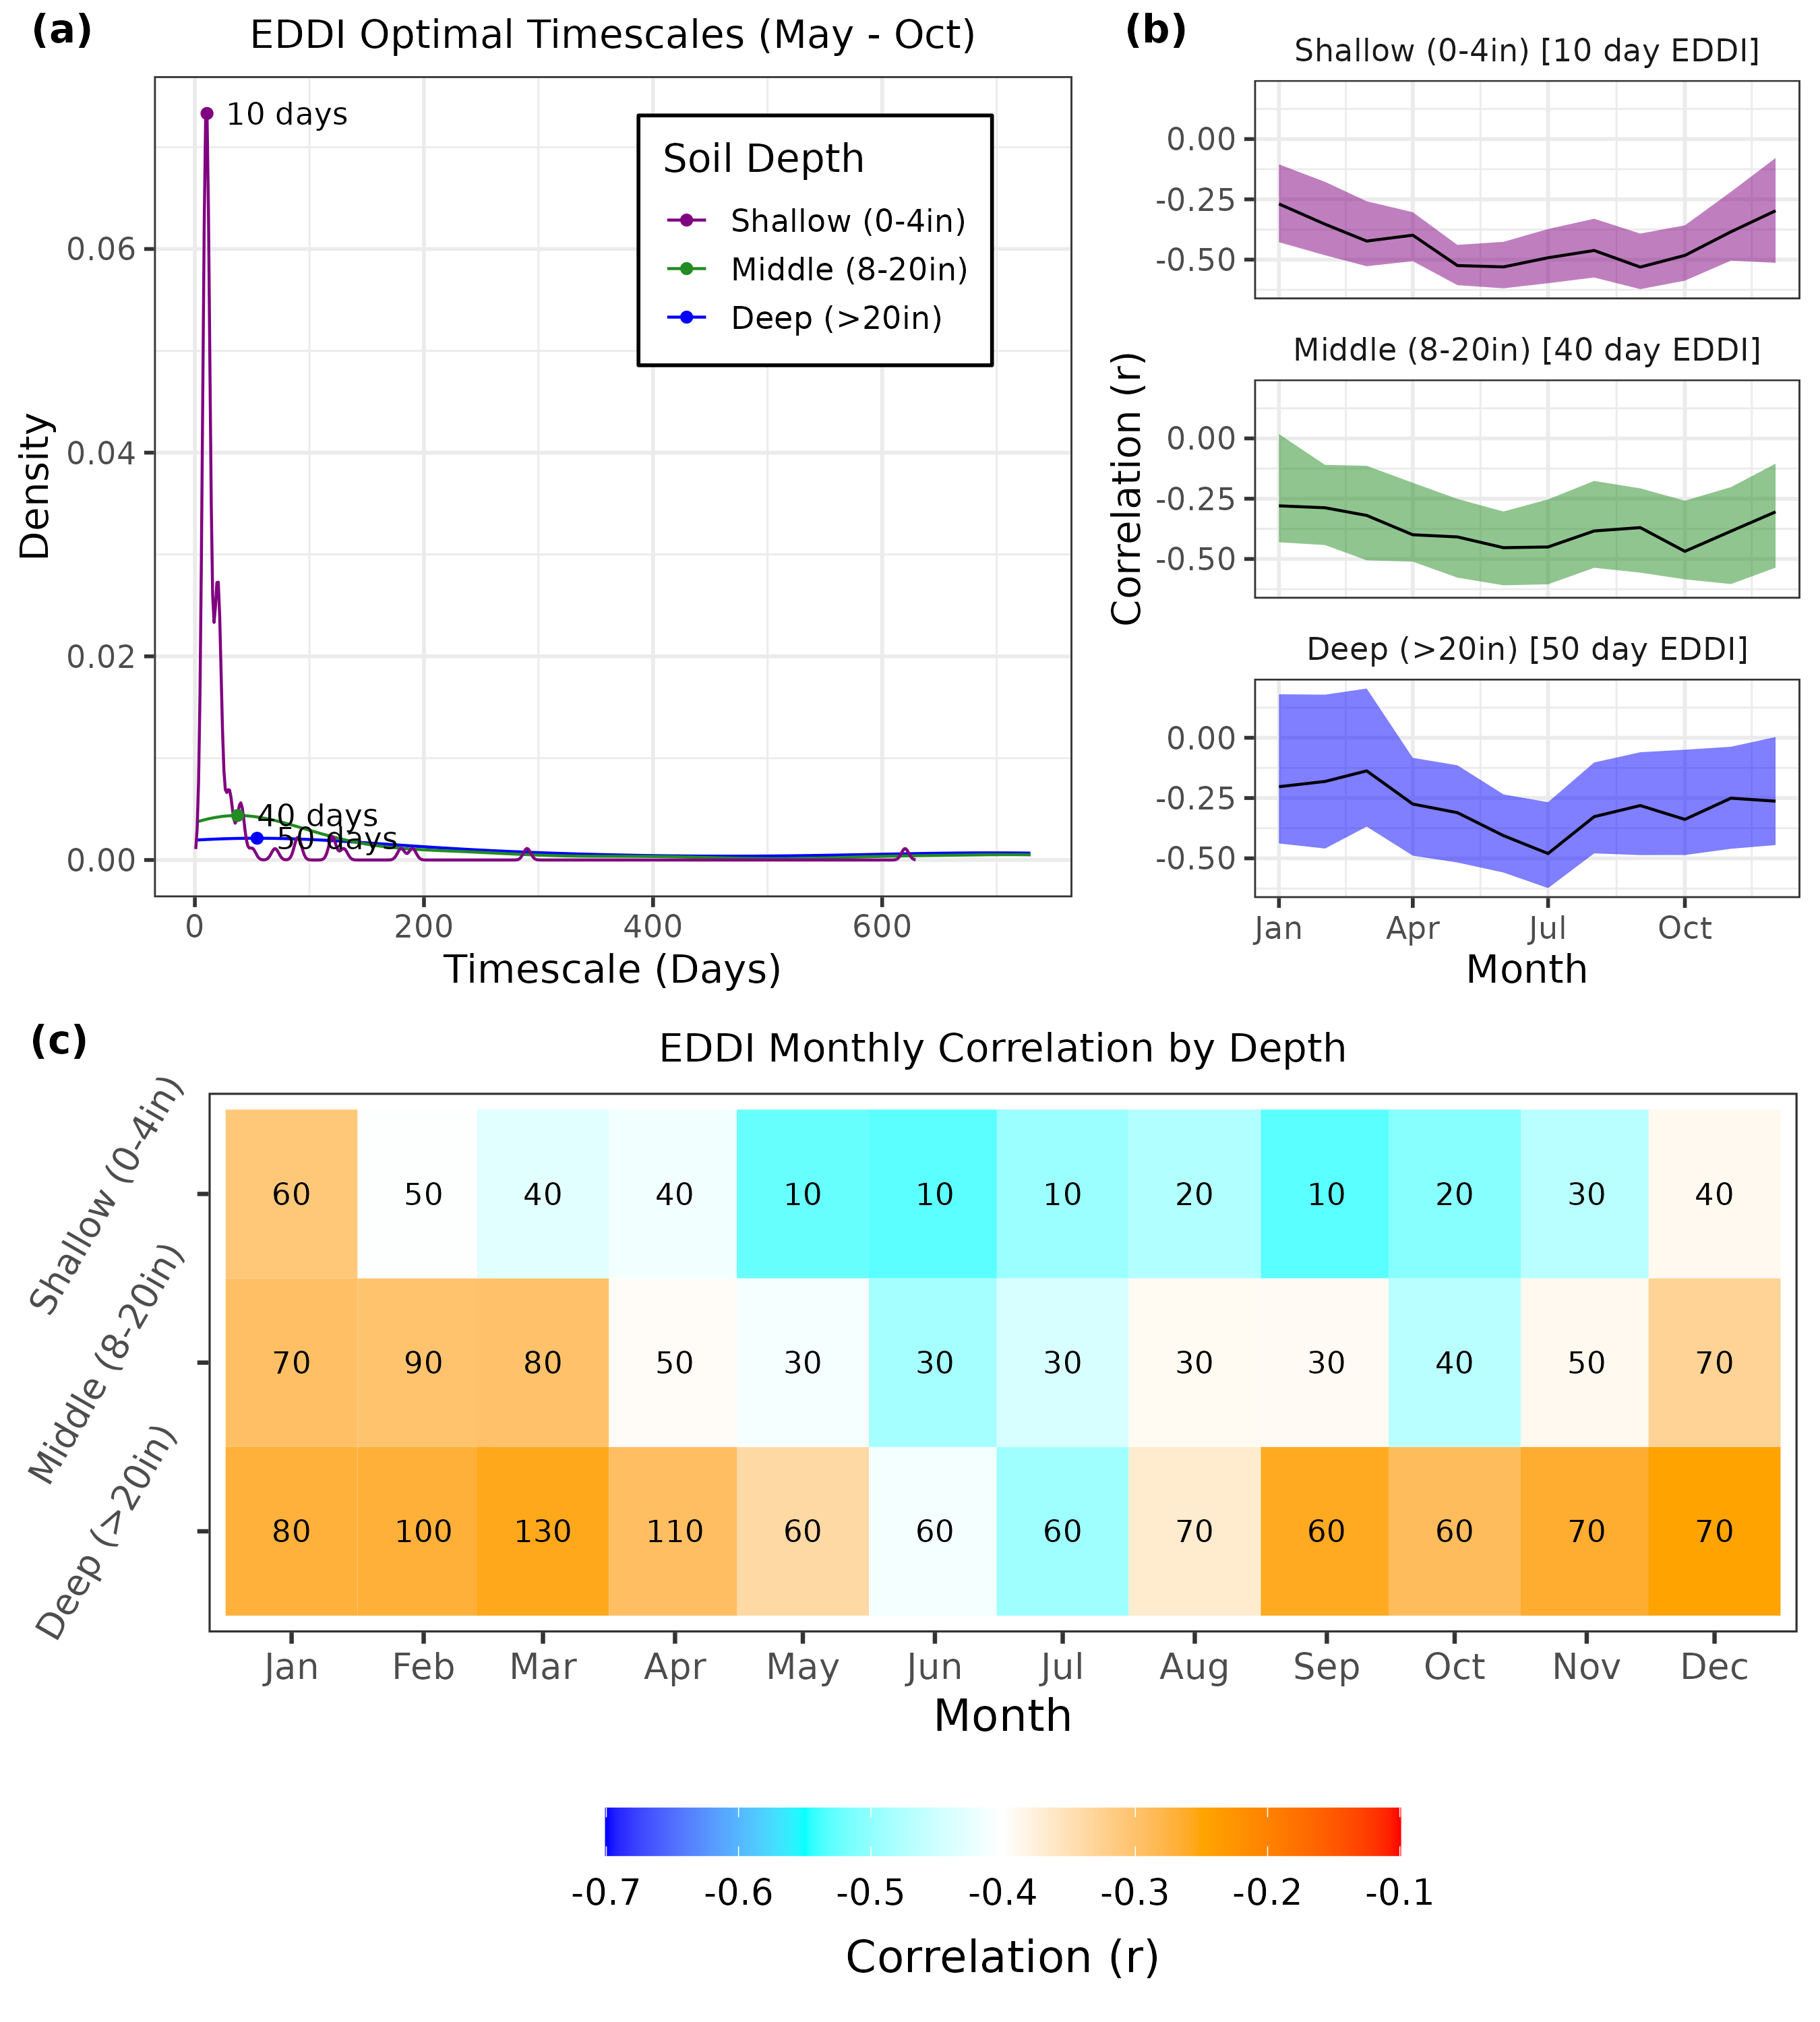 (a)
EDDI Optimal Timescales (May - Oct)
10 days
40 days
50 days
Soil Depth
Shallow (0-4in)
Middle (8-20in)
Deep (>20in)
0.06
0.04
0.02
0.00
Density
0 200 400 600
Timescale (Days)
(b)
Shallow (0-4in) [10 day EDDI]
0.00
-0.25
-0.50
Middle (8-20in) [40 day EDDI]
0.00
-0.25
-0.50
Deep (>20in) [50 day EDDI]
0.00
-0.25
-0.50
Correlation (r)
Jan Apr Jul Oct
Month
(c)
EDDI Monthly Correlation by Depth
Shallow (0-4in)
60 50 40 40 10 10 10 20 10 20 30 40
Middle (8-20in)
70 90 80 50 30 30 30 30 30 40 50 70
Deep (>20in)
80 100 130 110 60 60 60 70 60 60 70 70
Jan Feb Mar Apr May Jun Jul Aug Sep Oct Nov Dec
Month
-0.7 -0.6 -0.5 -0.4 -0.3 -0.2 -0.1
Correlation (r)